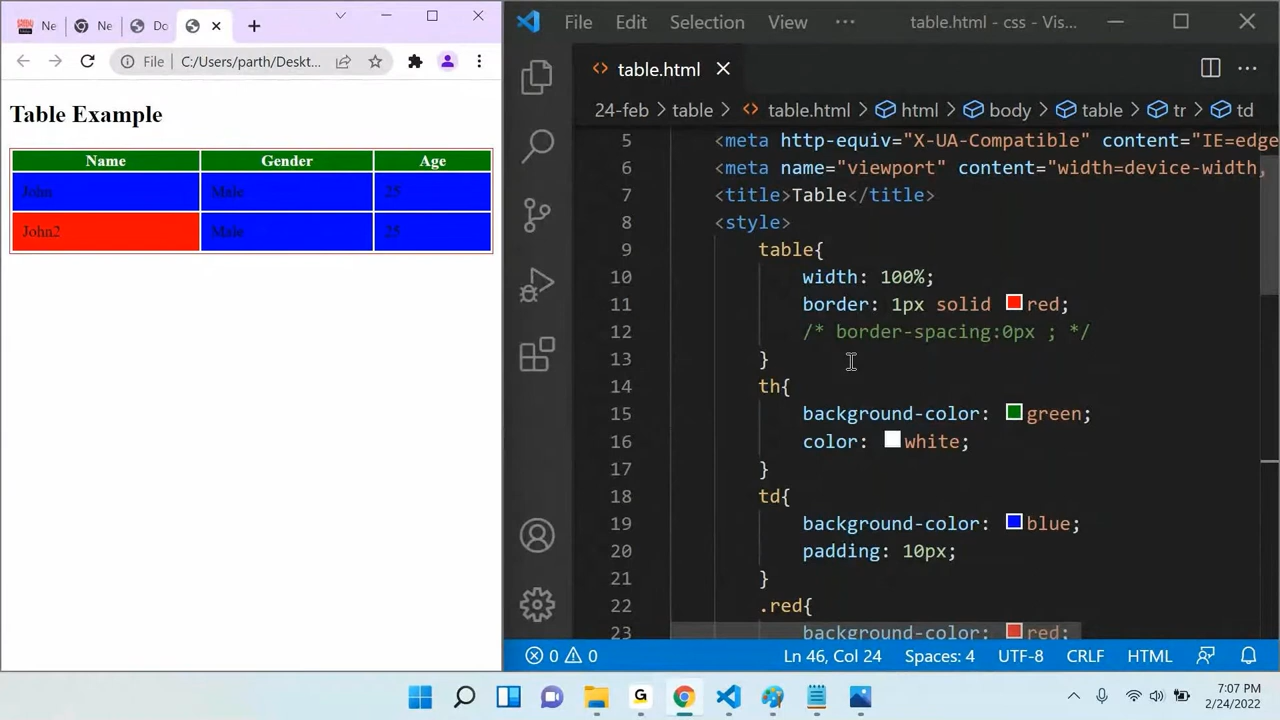 Ne
Ne
Do
File
C:/Users/parth/Deskt...
Table Example
Name Gender Age
John Male 25
John2 Male 25
File Edit Selection View ··· table.html - css - Vis...
table.html
24-feb > table > table.html > html > body > table > tr > td
5 <meta http-equiv="X-UA-Compatible" content="IE=edge
6 <meta name="viewport" content="width=device-width,
7 <title>Table</title>
8 <style>
9 table{
10 width: 100%;
11 border: 1px solid red;
12 /* border-spacing:0px ; */
13 }
14 th{
15 background-color: green;
16 color: white;
17 }
18 td{
19 background-color: blue;
20 padding: 10px;
21 }
22 .red{
23 background-color: red;
0 0 Ln 46, Col 24 Spaces: 4 UTF-8 CRLF HTML
G
7:07 PM
2/24/2022